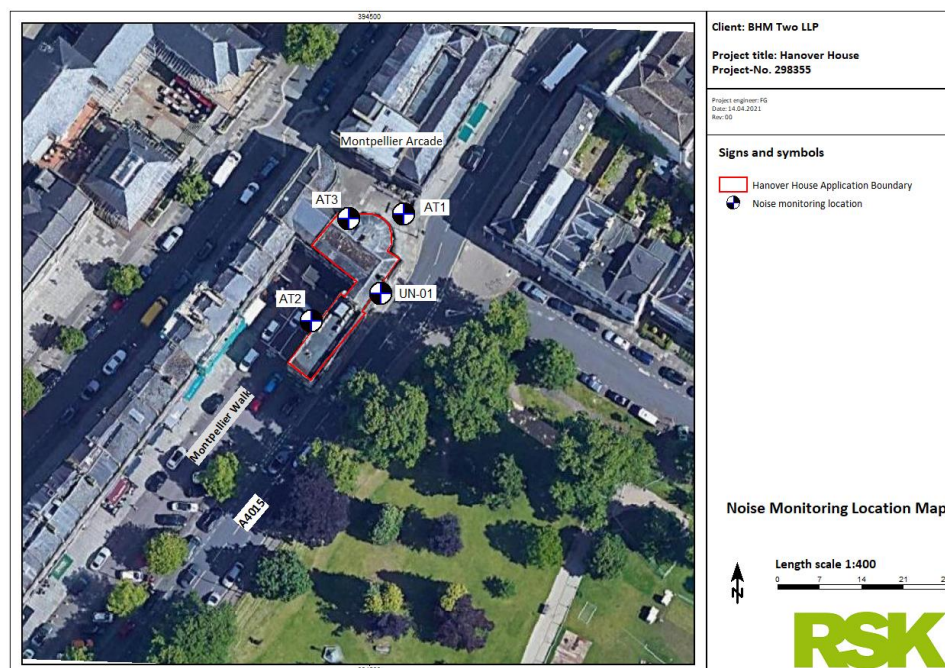 394500
Client: BHM Two LLP
Project title: Hanover House
Project-No. 298355
Project engineer: FG
Date: 14.04.2021
Rev: 00
Signs and symbols
Hanover House Application Boundary
Noise monitoring location
Montpellier Arcade
AT3
AT1
UN-01
AT2
Montpellier Walk
A4015
Noise Monitoring Location Map
N
Length scale 1:400
0 7 14 21
RSK